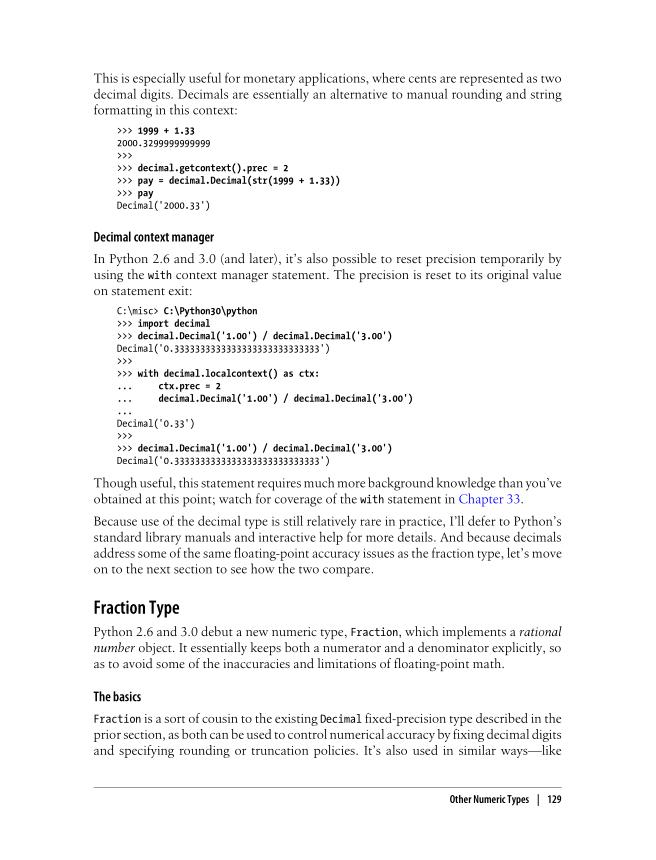 This is especially useful for monetary applications, where cents are represented as two
decimal digits. Decimals are essentially an alternative to manual rounding and string
formatting in this context:
>>> 1999 + 1.33
2000.3299999999999
>>>
>>> decimal.getcontext().prec = 2
>>> pay = decimal.Decimal(str(1999 + 1.33))
>>> pay
Decimal('2000.33')
Decimal context manager
In Python 2.6 and 3.0 (and later), it's also possible to reset precision temporarily by
using the with context manager statement. The precision is reset to its original value
on statement exit:
C:\misc> C:\Python30\python
>>> import decimal
>>> decimal.Decimal('1.00') / decimal.Decimal('3.00')
Decimal('0.3333333333333333333333333333')
>>>
>>> with decimal.localcontext() as ctx:
...     ctx.prec = 2
...     decimal.Decimal('1.00') / decimal.Decimal('3.00')
...
Decimal('0.33')
>>>
>>> decimal.Decimal('1.00') / decimal.Decimal('3.00')
Decimal('0.3333333333333333333333333333')
Though useful, this statement requires much more background knowledge than you've
obtained at this point; watch for coverage of the with statement in Chapter 33.
Because use of the decimal type is still relatively rare in practice, I'll defer to Python's
standard library manuals and interactive help for more details. And because decimals
address some of the same floating-point accuracy issues as the fraction type, let's move
on to the next section to see how the two compare.
Fraction Type
Python 2.6 and 3.0 debut a new numeric type, Fraction, which implements a rational
number object. It essentially keeps both a numerator and a denominator explicitly, so
as to avoid some of the inaccuracies and limitations of floating-point math.
The basics
Fraction is a sort of cousin to the existing Decimal fixed-precision type described in the
prior section, as both can be used to control numerical accuracy by fixing decimal digits
and specifying rounding or truncation policies. It's also used in similar ways—like
Other Numeric Types | 129